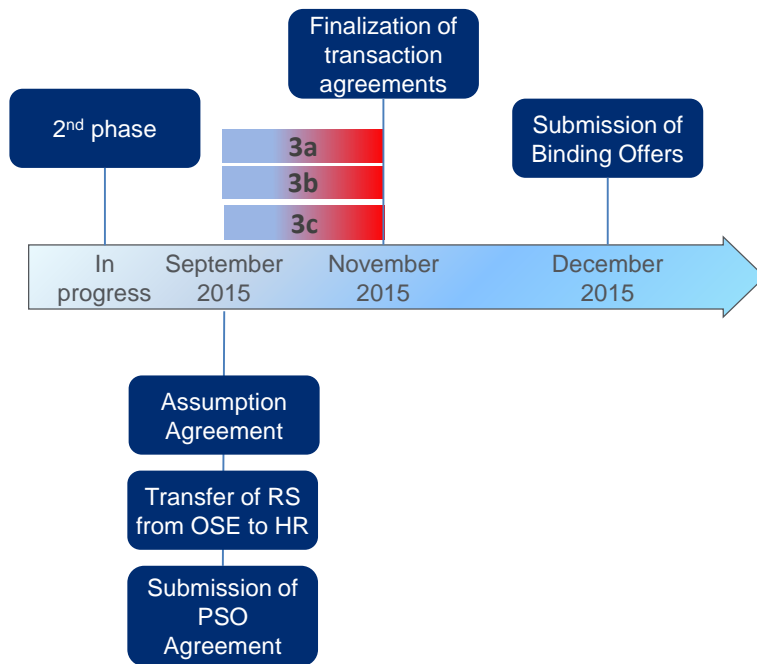 Finalization of
transaction
agreements
2nd phase
Submission of
Binding Offers
3a
3b
3c
In
progress
September
2015
November
2015
December
2015
Assumption
Agreement
Transfer of RS
from OSE to HR
Submission of
PSO
Agreement